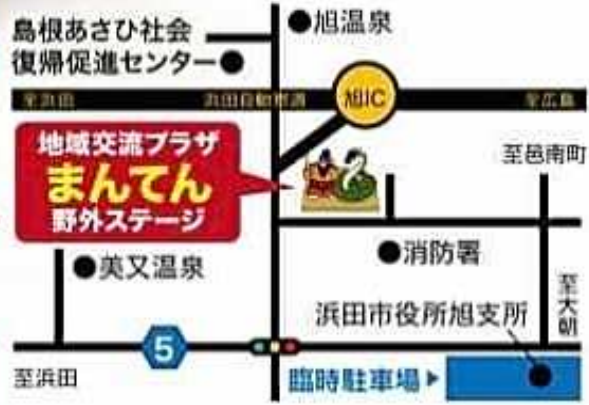 島根あさひ社会
復帰促進センター
旭温泉
至浜田
浜田自動車道
旭IC
至広島
地域交流プラザ
まんてん
野外ステージ
至邑南町
消防署
美又温泉
至大朝
浜田市役所旭支所
5
至浜田
臨時駐車場